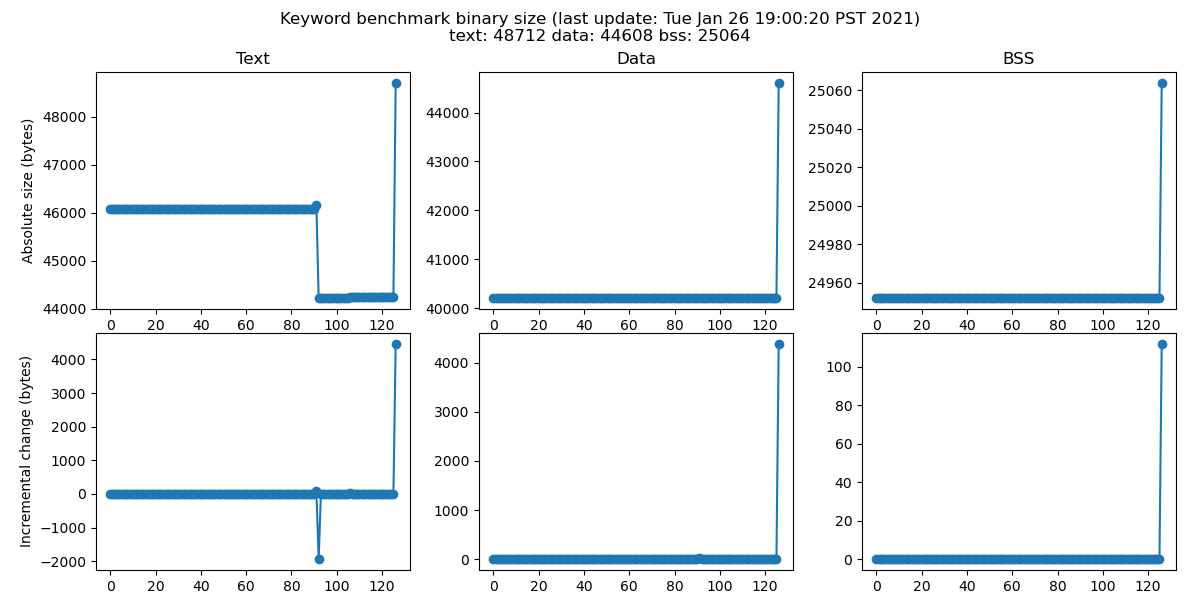 Keyword benchmark binary size (last update: Tue Jan 26 19:00:20 PST 2021)
text: 48712 data: 44608 bss: 25064
Text
Absolute size (bytes)
48000
47000
46000
45000
44000
0 20 40 60 80 100 120
Data
44000
43000
42000
41000
40000
0 20 40 60 80 100 120
BSS
25060
25040
25020
25000
24980
24960
0 20 40 60 80 100 120
Incremental change (bytes)
4000
3000
2000
1000
0
−1000
−2000
0 20 40 60 80 100 120
4000
3000
2000
1000
0
0 20 40 60 80 100 120
100
80
60
40
20
0
0 20 40 60 80 100 120